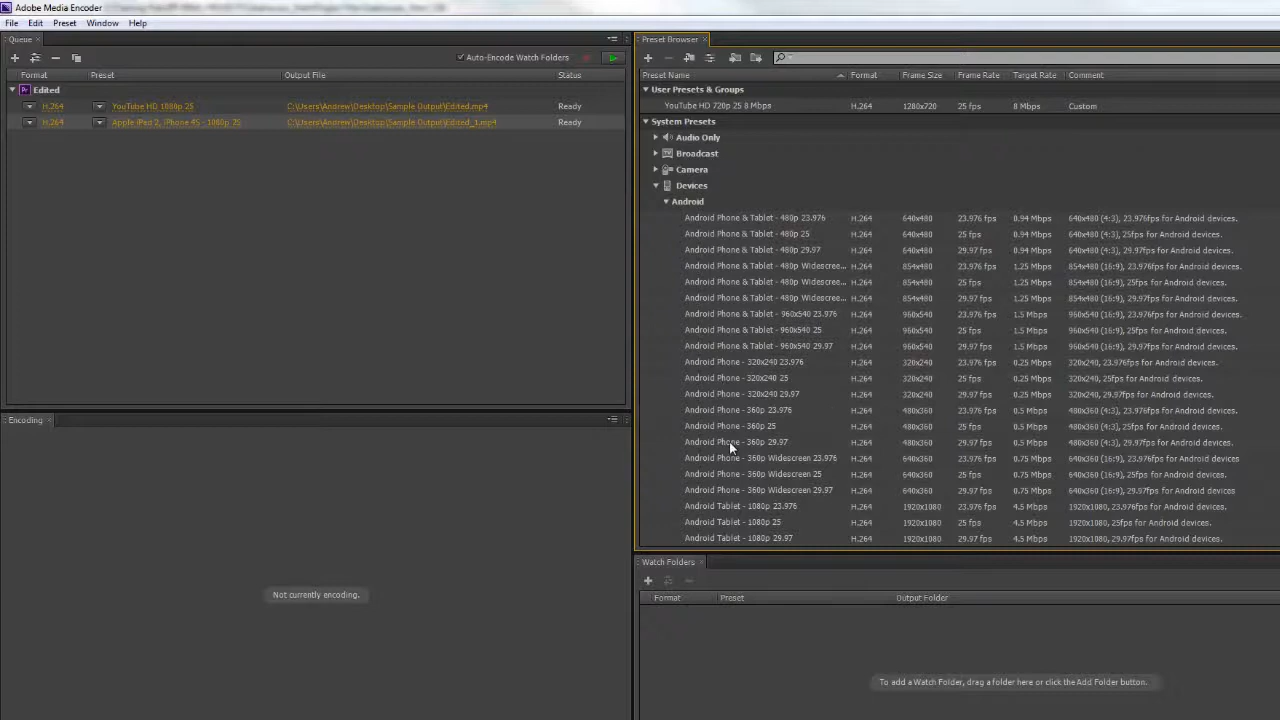 Adobe Media Encoder
File Edit Preset Window Help
Queue
Auto-Encode Watch Folders
Format Preset Output File Status
Pr Edited
H.264 YouTube HD 1080p 25 C:\Users\Andrew\Desktop\Sample Output\Edited.mp4 Ready
H.264 Apple iPad 2, iPhone 4S - 1080p 25 C:\Users\Andrew\Desktop\Sample Output\Edited_1.mp4 Ready
Encoding
Not currently encoding.
Preset Browser
Preset Name Format Frame Size Frame Rate Target Rate Comment
User Presets & Groups
YouTube HD 720p 25 8 Mbps H.264 1280x720 25 fps 8 Mbps Custom
System Presets
Audio Only
Broadcast
Camera
Devices
Android
Android Phone & Tablet - 480p 23.976 H.264 640x480 23.976 fps 0.94 Mbps 640x480 (4:3), 23.976fps for Android devices.
Android Phone & Tablet - 480p 25 H.264 640x480 25 fps 0.94 Mbps 640x480 (4:3), 25fps for Android devices.
Android Phone & Tablet - 480p 29.97 H.264 640x480 29.97 fps 0.94 Mbps 640x480 (4:3), 29.97fps for Android devices.
Android Phone & Tablet - 480p Widescree... H.264 854x480 23.976 fps 1.25 Mbps 854x480 (16:9), 23.976fps for Android devices.
Android Phone & Tablet - 480p Widescree... H.264 854x480 25 fps 1.25 Mbps 854x480 (16:9), 25fps for Android devices.
Android Phone & Tablet - 480p Widescree... H.264 854x480 29.97 fps 1.25 Mbps 854x480 (16:9), 29.97fps for Android devices.
Android Phone & Tablet - 960x540 23.976 H.264 960x540 23.976 fps 1.5 Mbps 960x540 (16:9), 23.976fps for Android devices.
Android Phone & Tablet - 960x540 25 H.264 960x540 25 fps 1.5 Mbps 960x540 (16:9), 25fps for Android devices.
Android Phone & Tablet - 960x540 29.97 H.264 960x540 29.97 fps 1.5 Mbps 960x540 (16:9), 29.97fps for Android devices.
Android Phone - 320x240 23.976 H.264 320x240 23.976 fps 0.25 Mbps 320x240, 23.976fps for Android devices.
Android Phone - 320x240 25 H.264 320x240 25 fps 0.25 Mbps 320x240, 25fps for Android devices.
Android Phone - 320x240 29.97 H.264 320x240 29.97 fps 0.25 Mbps 320x240, 29.97fps for Android devices.
Android Phone - 360p 23.976 H.264 480x360 23.976 fps 0.5 Mbps 480x360 (4:3), 23.976fps for Android devices.
Android Phone - 360p 25 H.264 480x360 25 fps 0.5 Mbps 480x360 (4:3), 25fps for Android devices.
Android Phone - 360p 29.97 H.264 480x360 29.97 fps 0.5 Mbps 480x360 (4:3), 29.97fps for Android devices.
Android Phone - 360p Widescreen 23.976 H.264 640x360 23.976 fps 0.75 Mbps 640x360 (16:9), 23.976fps for Android devices
Android Phone - 360p Widescreen 25 H.264 640x360 25 fps 0.75 Mbps 640x360 (16:9), 25fps for Android devices.
Android Phone - 360p Widescreen 29.97 H.264 640x360 29.97 fps 0.75 Mbps 640x360 (16:9), 29.97fps for Android devices
Android Tablet - 1080p 23.976 H.264 1920x1080 23.976 fps 4.5 Mbps 1920x1080, 23.976fps for Android devices.
Android Tablet - 1080p 25 H.264 1920x1080 25 fps 4.5 Mbps 1920x1080, 25fps for Android devices.
Android Tablet - 1080p 29.97 H.264 1920x1080 29.97 fps 4.5 Mbps 1920x1080, 29.97fps for Android devices.
Watch Folders
Format Preset Output Folder
To add a Watch Folder, drag a folder here or click the Add Folder button.